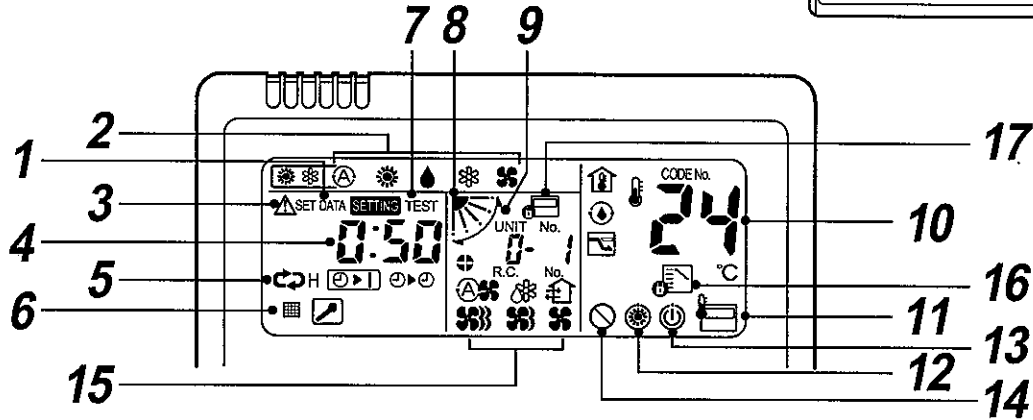 7 8 9
2
17
1
3
4
5
6
10
16
11
13
12
14
15
CODE No.
24
°C
SET DATA SETTING TEST
0:50
H
UNIT No.
0- 1
R.C. No.
A
A